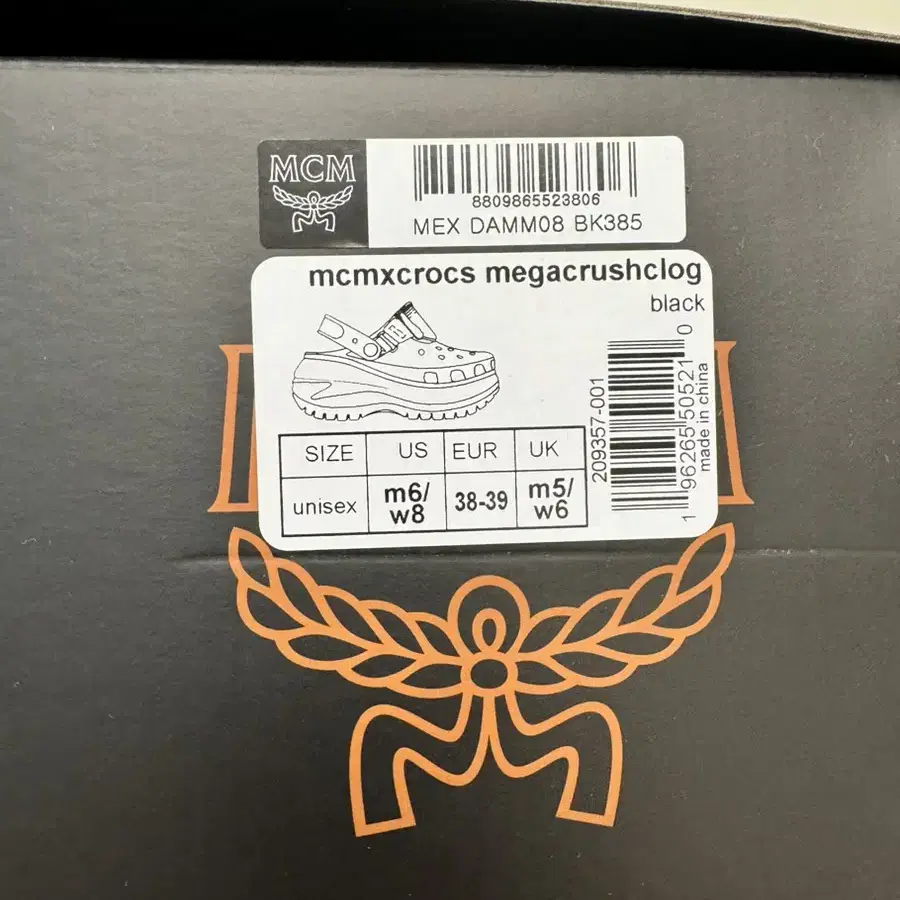 MCM
8809865523806
MEX DAMM08 BK385
mcmxcrocs megacrushclog
black
SIZE US EUR UK
unisex m6/ w8 38-39 m5/ w6
209357-001
1 96265 50521 0
made in china